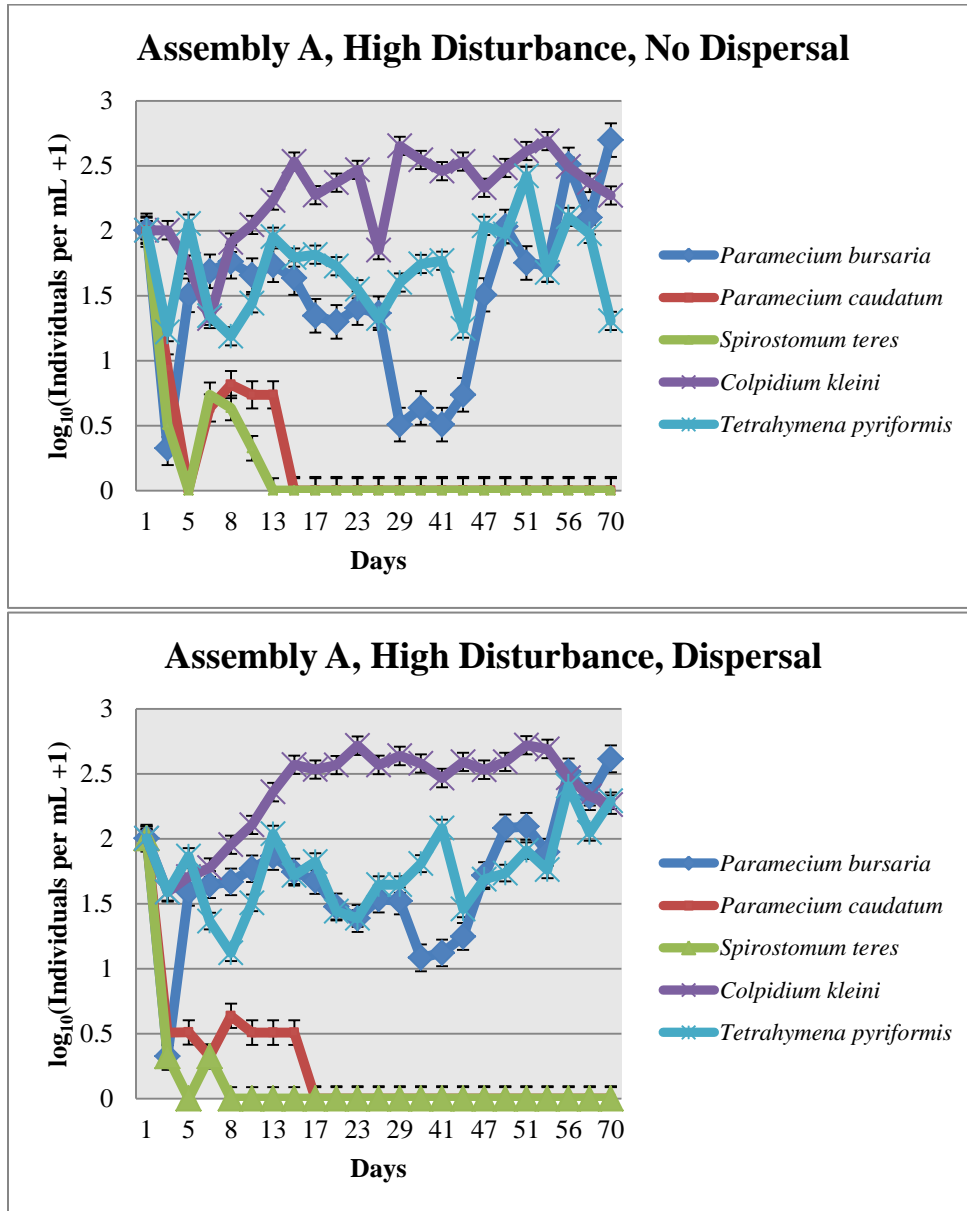 Assembly A, High Disturbance, No Dispersal
3
2.5
2
1.5
1
0.5
0
log10(Individuals per mL +1)
1 5 8 13 17 23 29 41 47 51 56 70
Days
Paramecium bursaria
Paramecium caudatum
Spirostomum teres
Colpidium kleini
Tetrahymena pyriformis
Assembly A, High Disturbance, Dispersal
3
2.5
2
1.5
1
0.5
0
log10(Individuals per mL +1)
1 5 8 13 17 23 29 41 47 51 56 70
Days
Paramecium bursaria
Paramecium caudatum
Spirostomum teres
Colpidium kleini
Tetrahymena pyriformis